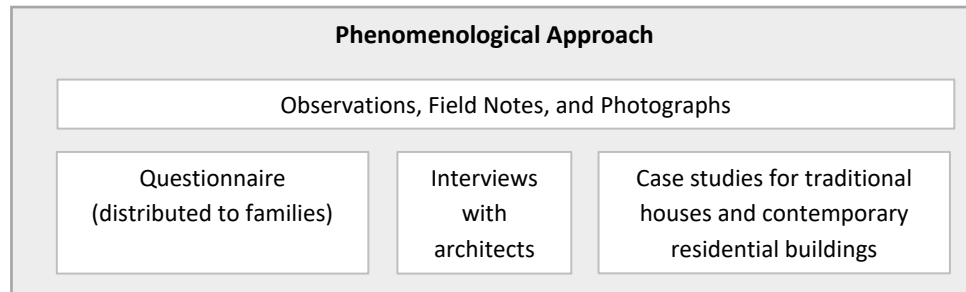 Phenomenological Approach
Observations, Field Notes, and Photographs
Questionnaire
(distributed to families)
Interviews
with
architects
Case studies for traditional
houses and contemporary
residential buildings